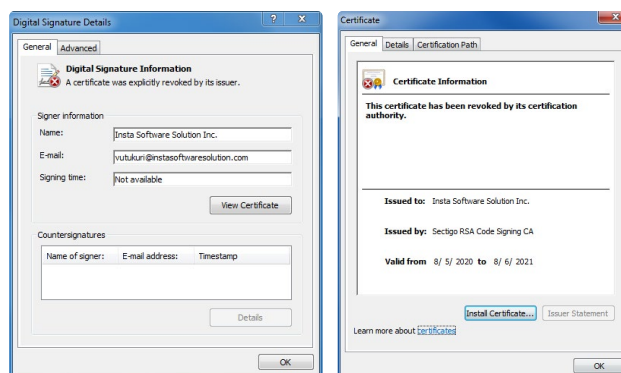 Digital Signature Details
General Advanced
Digital Signature Information
A certificate was explicitly revoked by its issuer.
Signer information
Name: Insta Software Solution Inc.
E-mail: vutukuri@instasoftwaresolution.com
Signing time: Not available
View Certificate
Countersignatures
Name of signer: E-mail address: Timestamp
Details
OK
Certificate
General Details Certification Path
Certificate Information
This certificate has been revoked by its certification
authority.
Issued to: Insta Software Solution Inc.
Issued by: Sectigo RSA Code Signing CA
Valid from 8/ 5/ 2020 to 8/ 6/ 2021
Install Certificate... Issuer Statement
Learn more about certificates
OK